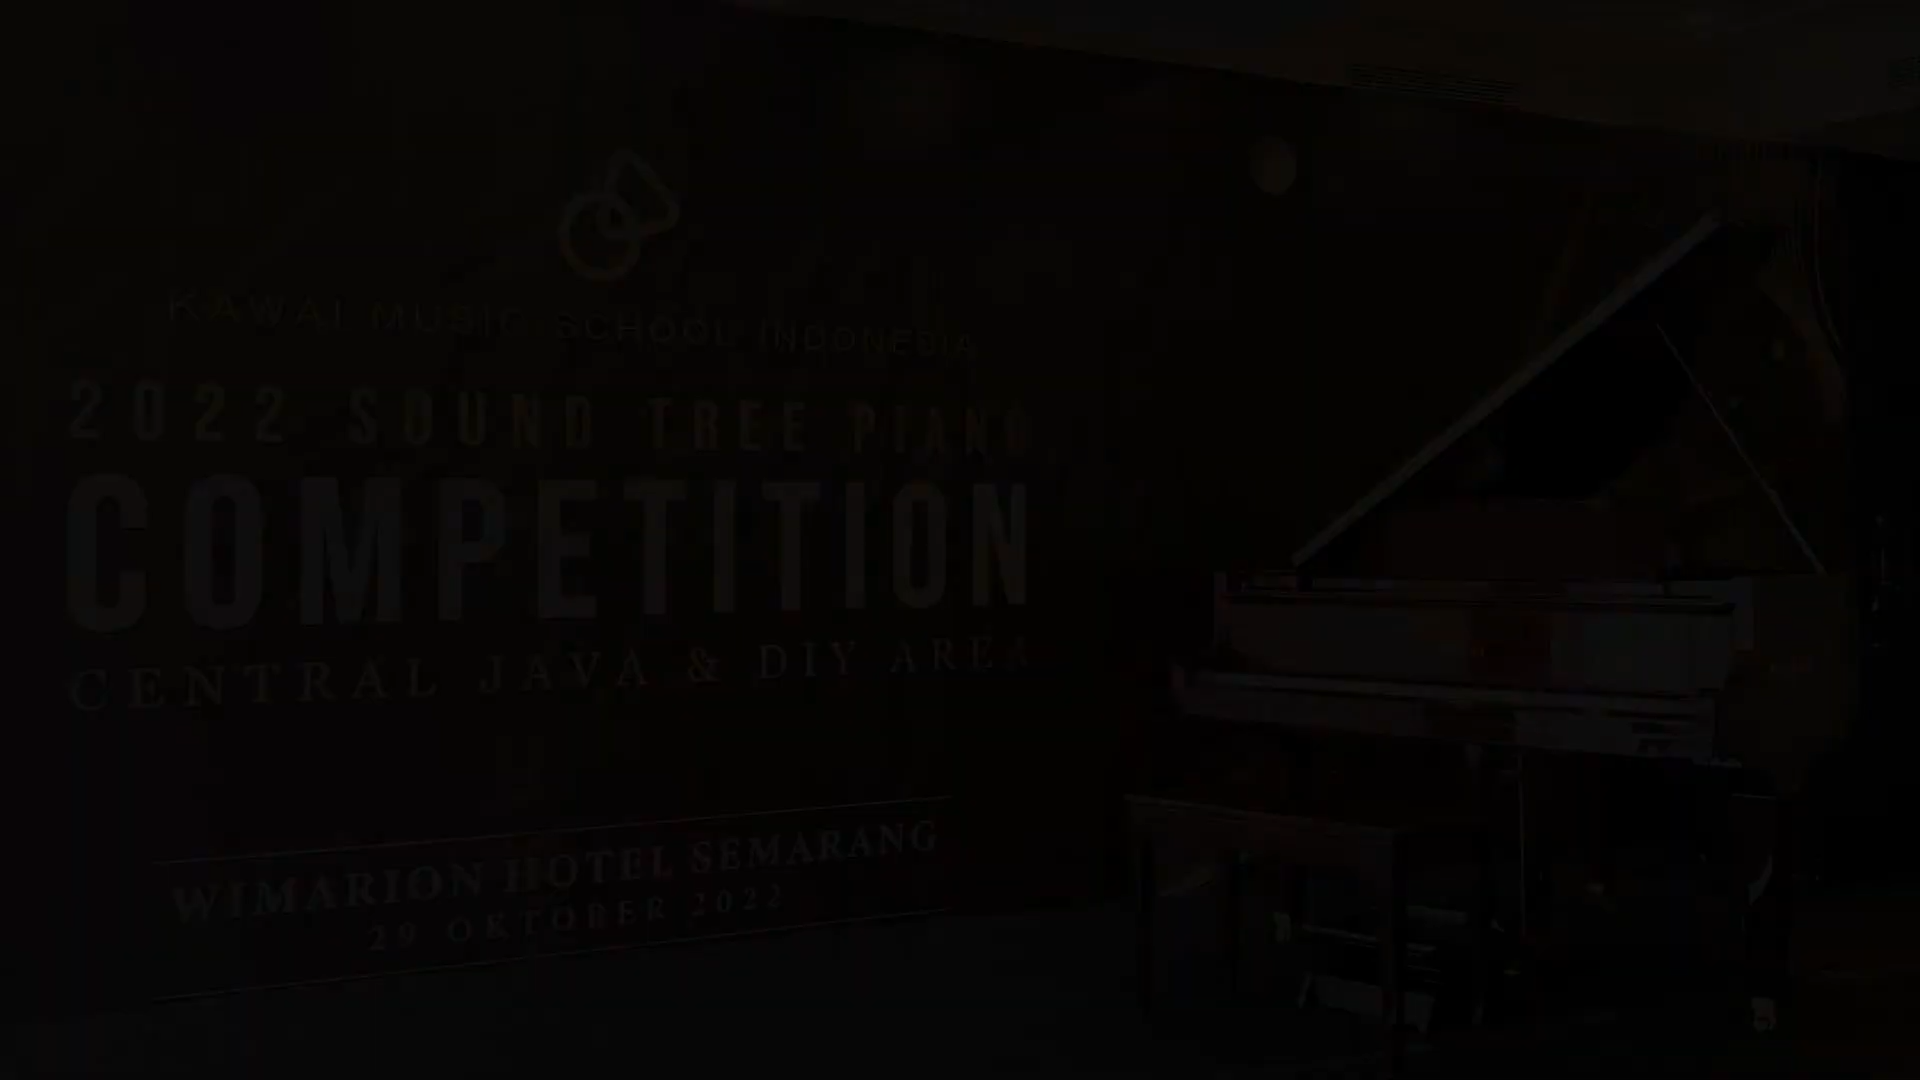 KAWAI MUSIC SCHOOL INDONESIA
2022 SOUND TREE PIANO
COMPETITION
CENTRAL JAVA & DIY AREA
WIMARION HOTEL SEMARANG
29 OKTOBER 2022